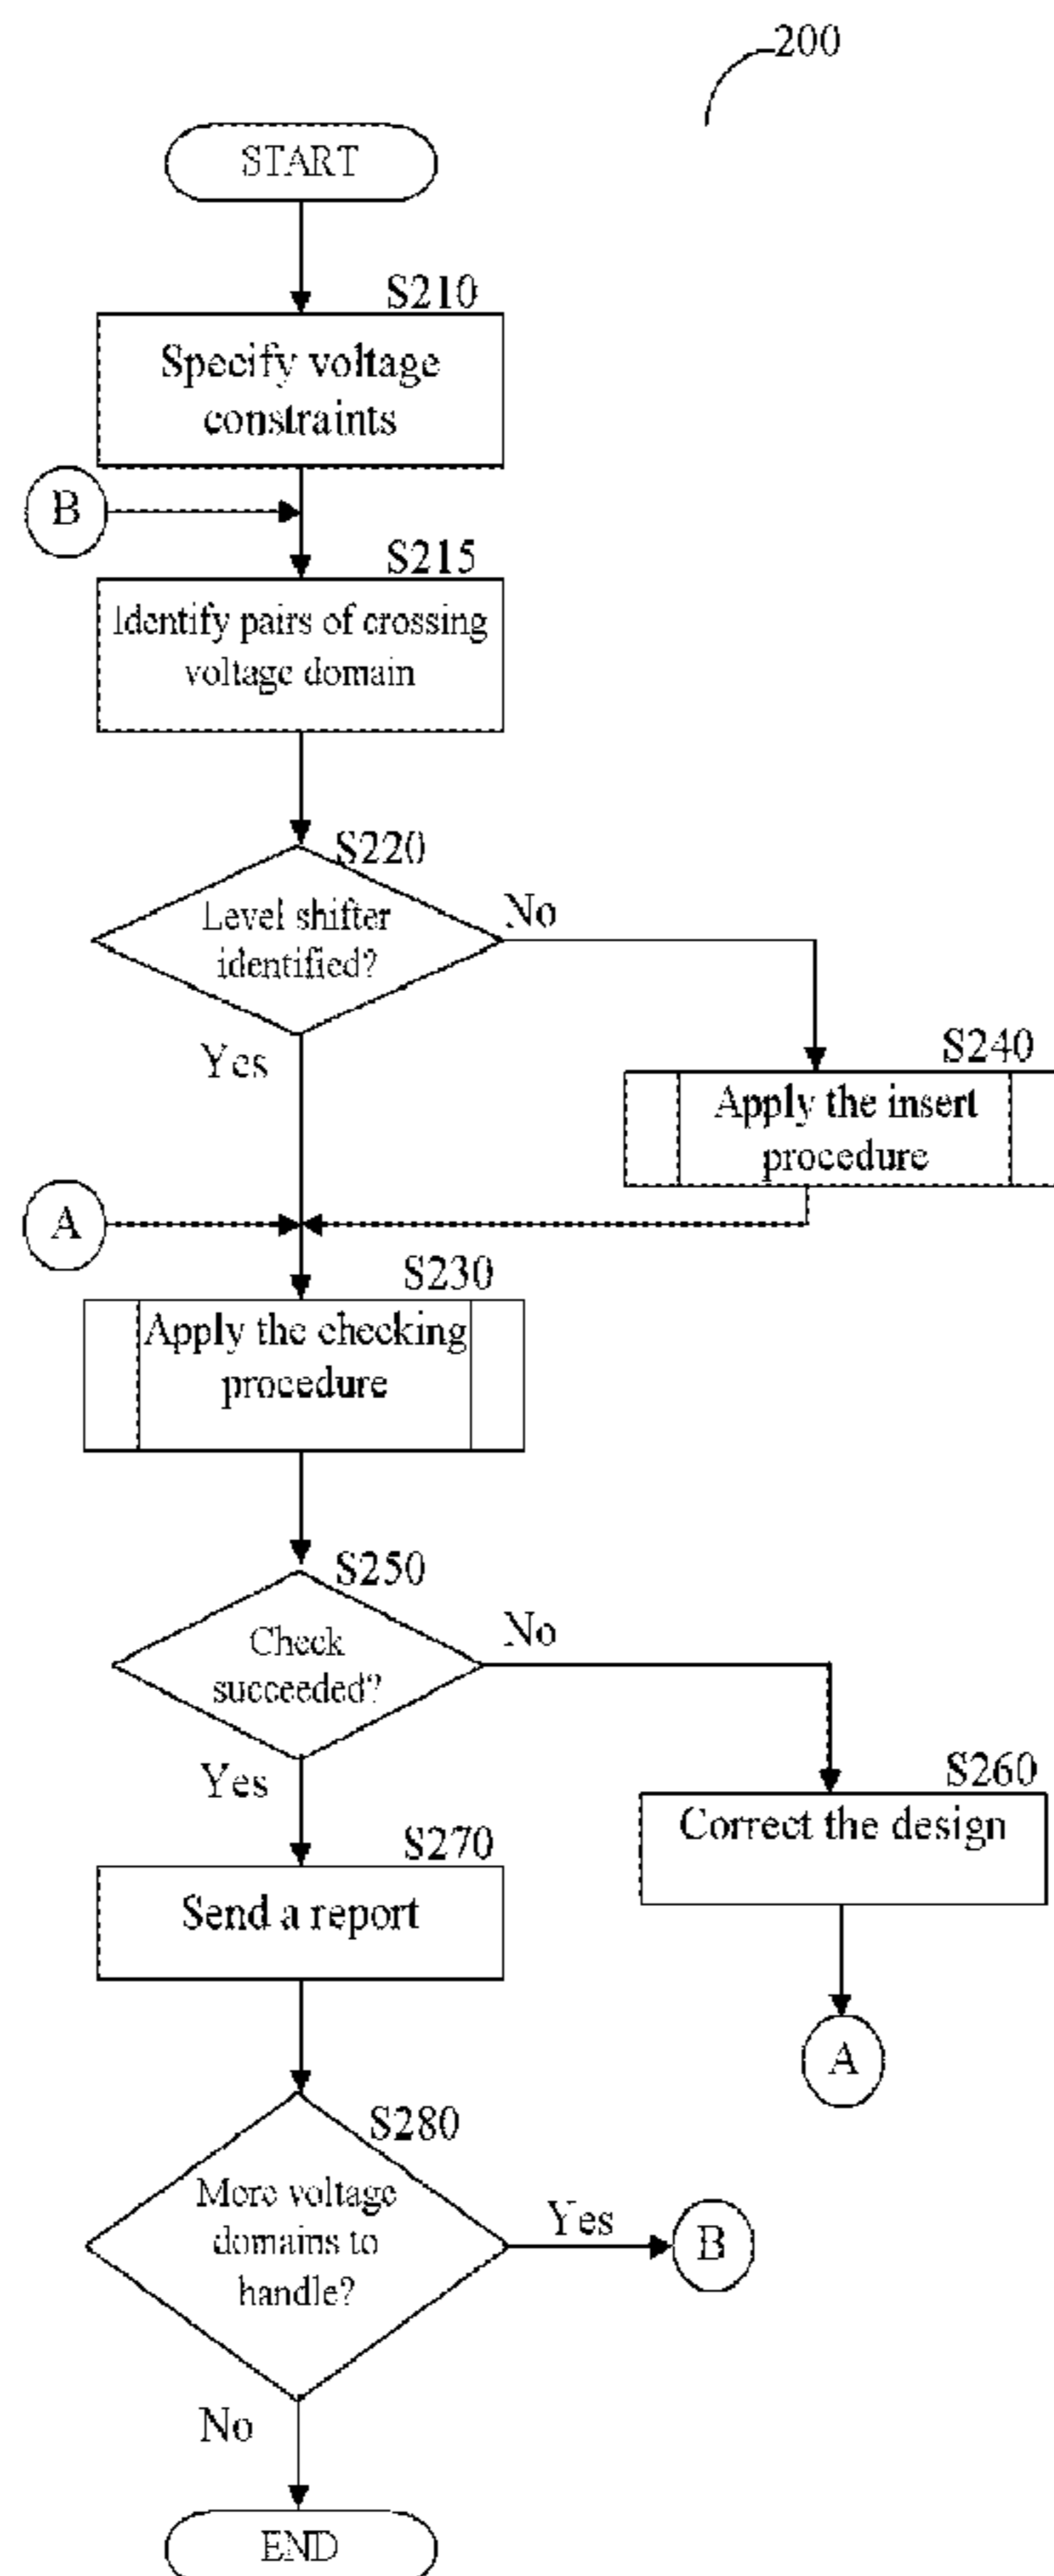 200
START
S210
Specify voltage
constraints
B
S215
Identify pairs of crossing
voltage domain
S220
Level shifter
identified?
No
Yes
S240
Apply the insert
procedure
A
S230
Apply the checking
procedure
S250
Check
succeeded?
No
Yes
S260
Correct the design
S270
Send a report
A
S280
More voltage
domains to
handle?
Yes
B
No
END